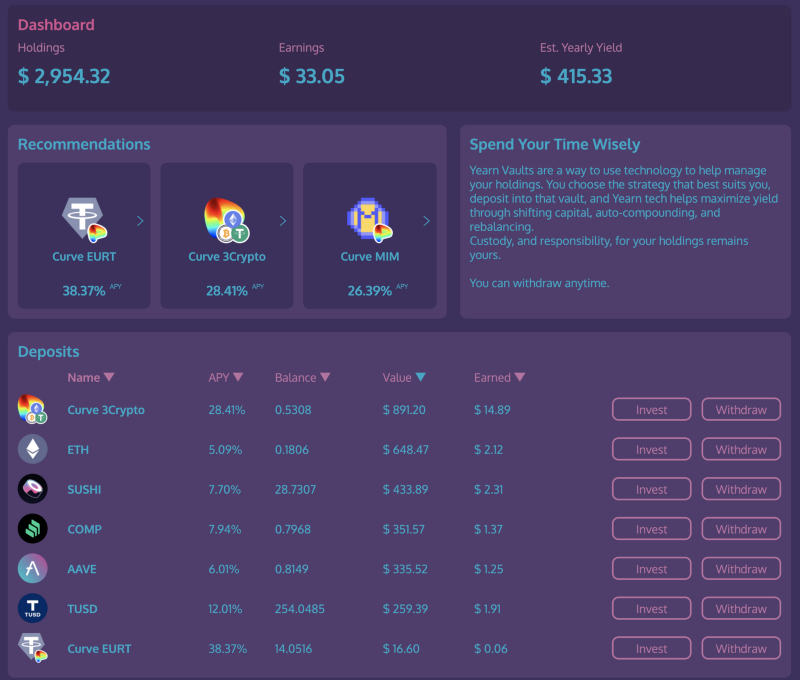 Dashboard
Holdings Earnings Est. Yearly Yield
$ 2,954.32 $ 33.05 $ 415.33
Recommendations
Curve EURT Curve 3Crypto Curve MIM
38.37% APY 28.41% APY 26.39% APY
Spend Your Time Wisely
Yearn Vaults are a way to use technology to help manage
your holdings. You choose the strategy that best suits you,
deposit into that vault, and Yearn tech helps maximize yield
through shifting capital, auto-compounding, and
rebalancing.
Custody, and responsibility, for your holdings remains
yours.
You can withdraw anytime.
Deposits
Name APY Balance Value Earned
Curve 3Crypto 28.41% 0.5308 $ 891.20 $ 14.89 Invest Withdraw
ETH 5.09% 0.1806 $ 648.47 $ 2.12 Invest Withdraw
SUSHI 7.70% 28.7307 $ 433.89 $ 2.31 Invest Withdraw
COMP 7.94% 0.7968 $ 351.57 $ 1.37 Invest Withdraw
AAVE 6.01% 0.8149 $ 335.52 $ 1.25 Invest Withdraw
TUSD TUSD 12.01% 254.0485 $ 259.39 $ 1.91 Invest Withdraw
Curve EURT 38.37% 14.0516 $ 16.60 $ 0.06 Invest Withdraw